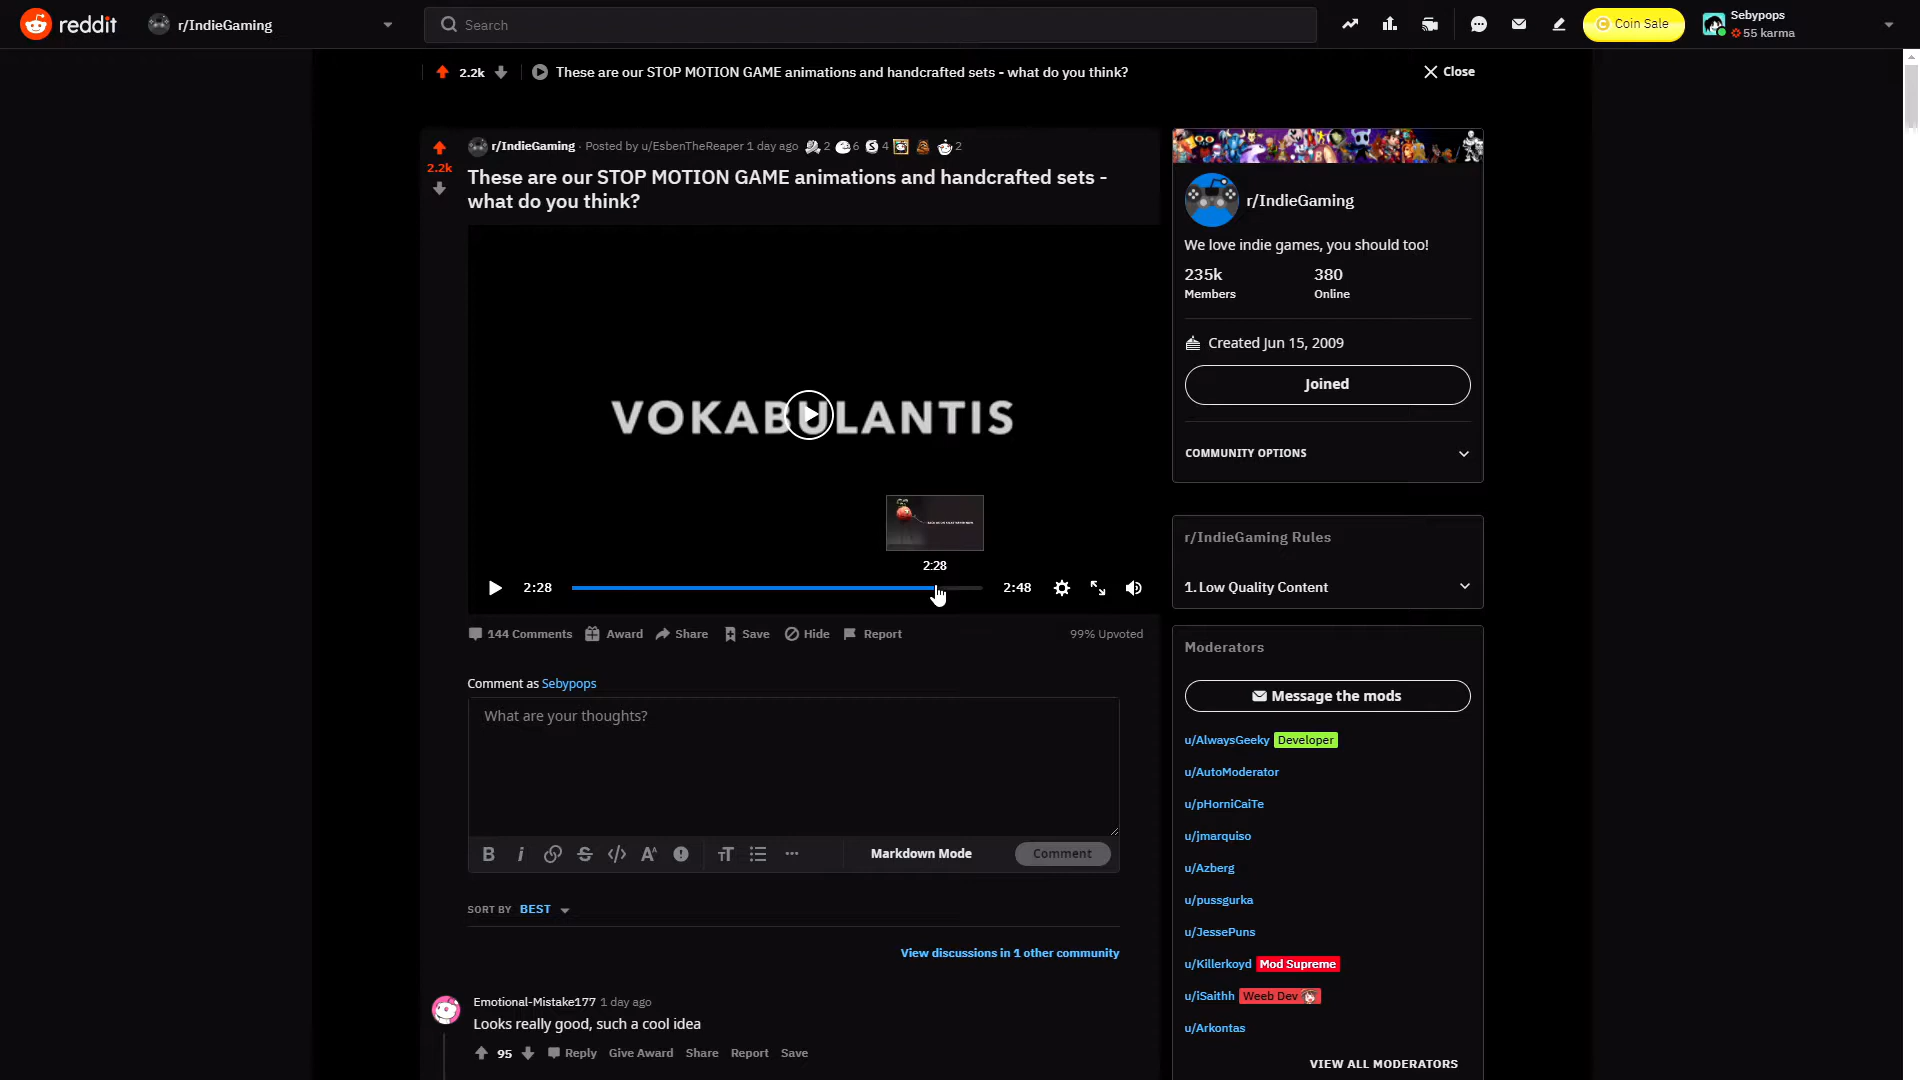 reddit
r/IndieGaming
Search
Coin Sale
Sebypops
55 karma
2.2k
These are our STOP MOTION GAME animations and handcrafted sets - what do you think?
Close
2.2k
r/IndieGaming · Posted by u/EsbenTheReaper 1 day ago 2 6 4 2
These are our STOP MOTION GAME animations and handcrafted sets -
what do you think?
VOKABULANTIS
2:28
2:28
2:48
144 Comments
Award
Share
Save
Hide
Report
99% Upvoted
Comment as Sebypops
What are your thoughts?
Markdown Mode
Comment
SORT BY BEST
View discussions in 1 other community
Emotional-Mistake177 1 day ago
Looks really good, such a cool idea
95
Reply
Give Award
Share
Report
Save
r/IndieGaming
We love indie games, you should too!
235k
Members
380
Online
Created Jun 15, 2009
Joined
COMMUNITY OPTIONS
r/IndieGaming Rules
1. Low Quality Content
Moderators
Message the mods
u/AlwaysGeeky Developer
u/AutoModerator
u/pHorniCaiTe
u/jmarquiso
u/Azberg
u/pussgurka
u/JessePuns
u/Killerkoyd Mod Supreme
u/iSaithh Weeb Dev
u/Arkontas
VIEW ALL MODERATORS